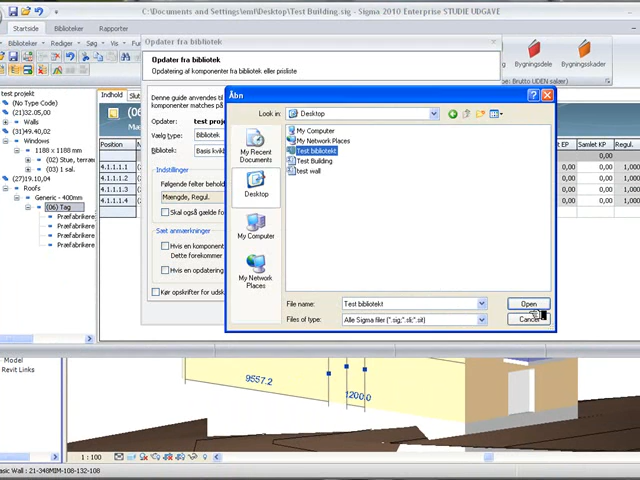 C:\Documents and Settings\emf\Desktop\Test Building.sig - Sigma 2010 Enterprise STUDIE UDGAVE
Startside Biblioteker Rapporter
Biblioteker Rediger Søg Vis Funktioner
Bygningsdele Bygningsskader
Brutto UDEN salær)
test projekt
(No Type Code)
(21)32.05,00
Walls
(31)49.40,02
Windows
1188 x 1188 mm
(02) Stue, terræn
(03) 1 sal.
(27)19.10,04
Roofs
Generic - 400mm
(06) Tag
Præfabrikere
Præfabrikere
Præfabrikere
Præfabrikere
Indhold
Position
4.1.1.1.1
4.1.1.1.2
4.1.1.1.3
4.1.1.1.4
Opdater fra bibliotek
Opdatér fra bibliotek
Opdatering af komponenter fra bibliotek eller prisliste
Denne guide anvendes til
komponenter matches på
Opdater: test pro
Vælg type: Bibliotek
Bibliotek: Basis kvikl
Indstillinger
Følgende felter behold
Mængde, Regul.
Skal også gælde fo
Sæt anmærkninger
Hvis en komponent
Dette forekommer
Hvis en opdatering
Kør opskrifter for udsk
Åbn
Look in: Desktop
My Recent Documents
Desktop
My Computer
My Network Places
My Computer
My Network Places
Test bibliotekt
Test Building
test wall
File name: Test bibliotekt
Open
Files of type: Alle Sigma filer (*.sig;*.sli;*.sit)
Cancel
EP Samlet KP Regul.
0,00
0,00 0,00 1,000
0,00 0,00 1,000
0,00 0,00 1,000
0,00 0,00 1,000
Model
Revit Links
9557.2
1200.0
1 : 100
asic Wall : 21-348MIM-108-132-108